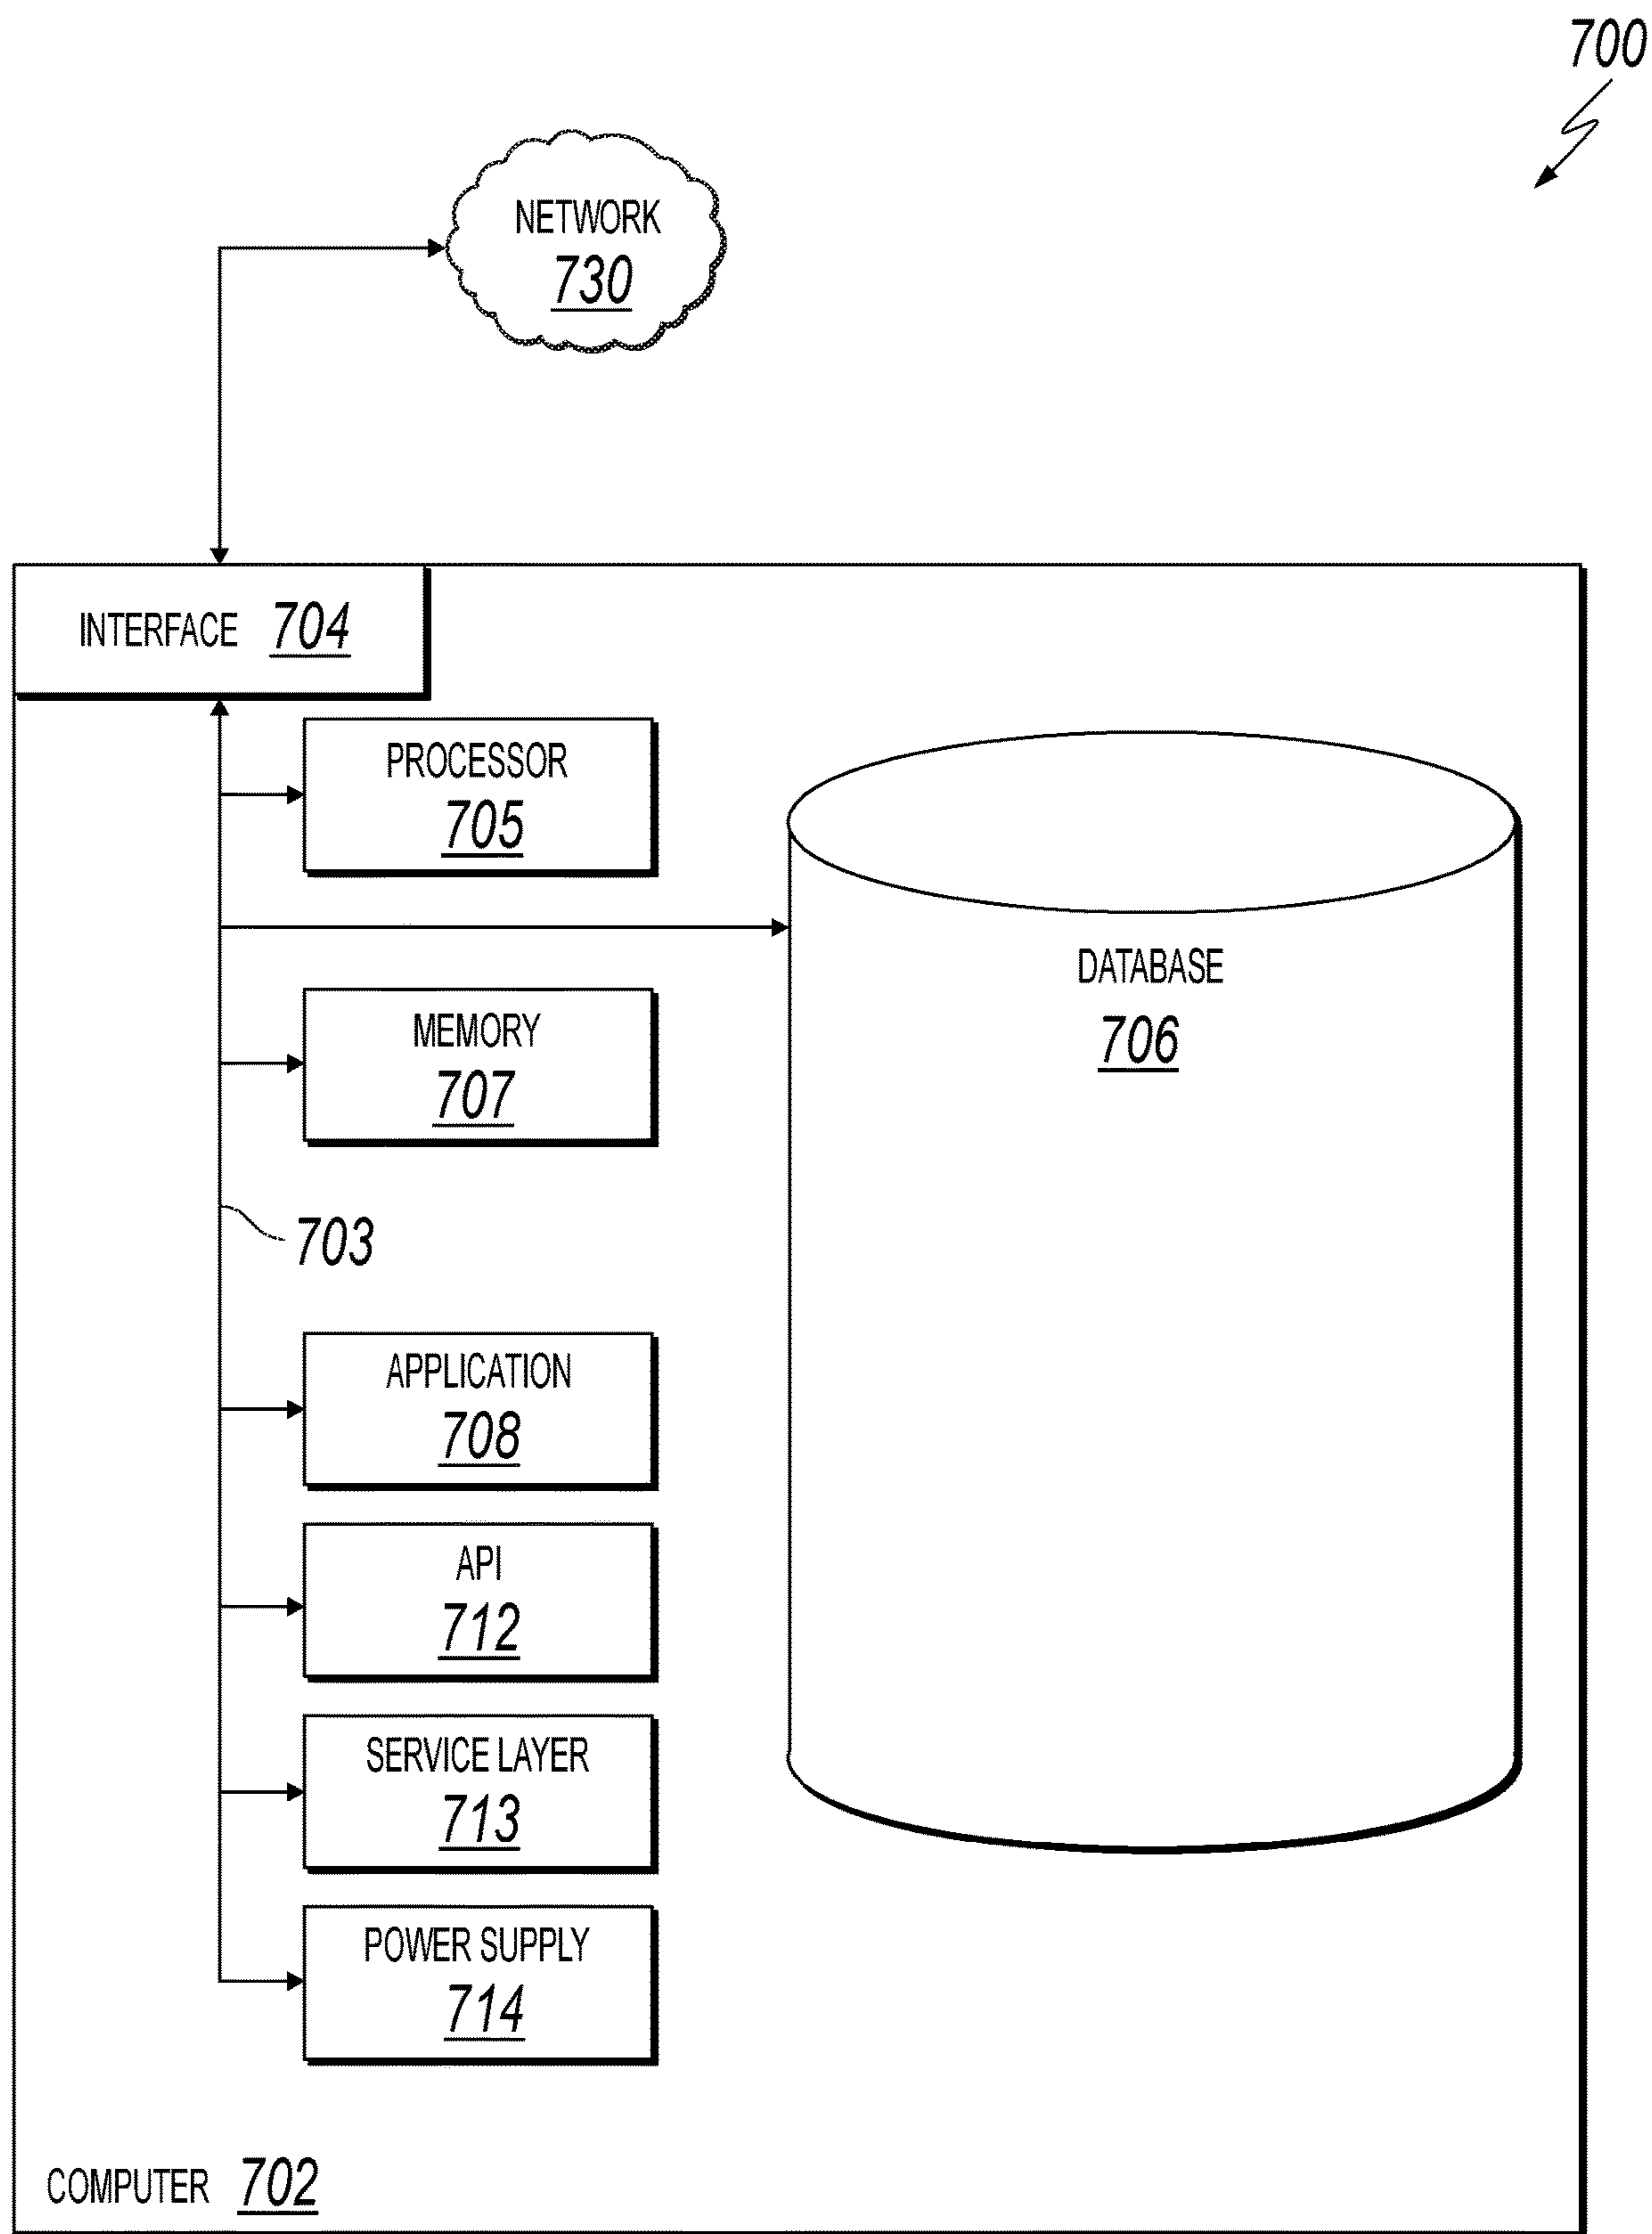 700
NETWORK
730
INTERFACE 704
PROCESSOR
705
DATABASE
706
MEMORY
707
703
APPLICATION
708
API
712
SERVICE LAYER
713
POWER SUPPLY
714
COMPUTER 702